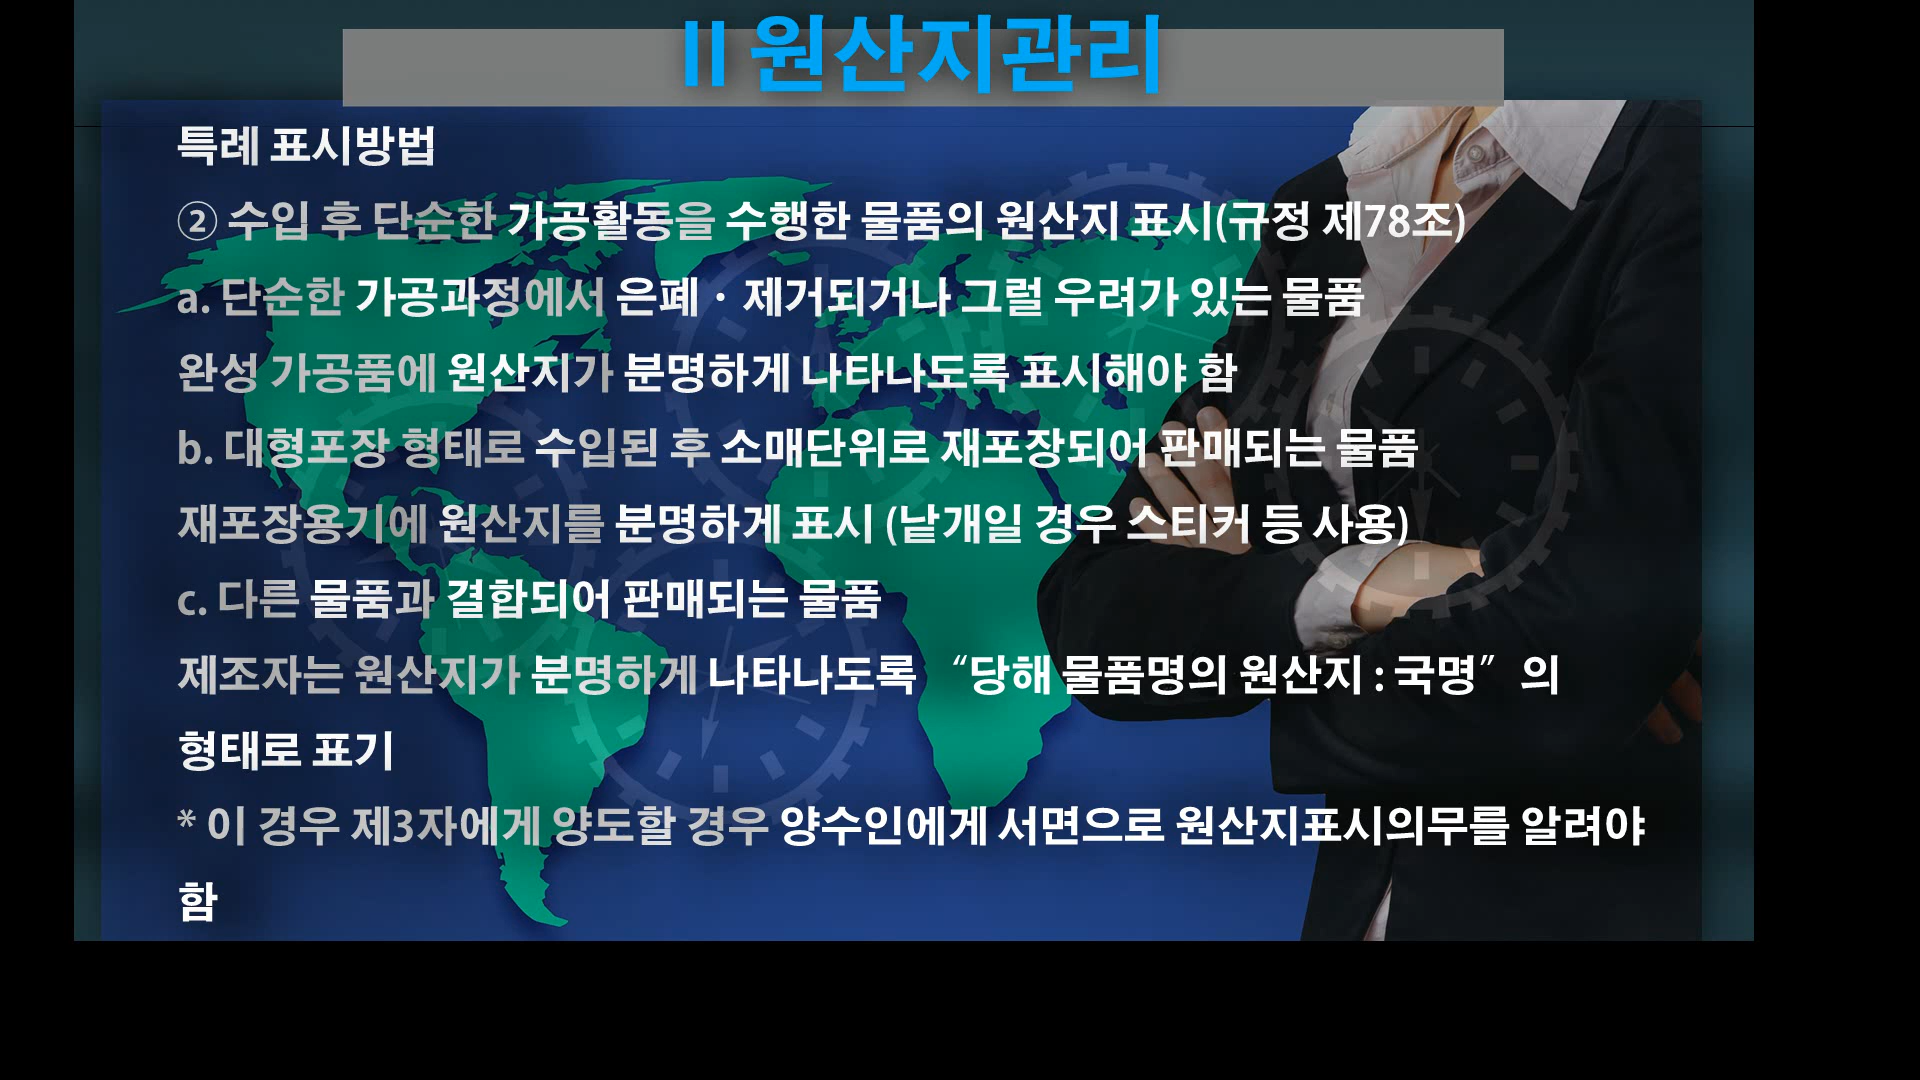 II 원산지관리
특례 표시방법
② 수입 후 단순한 가공활동을 수행한 물품의 원산지 표시(규정 제78조)
a. 단순한 가공과정에서 은폐·제거되거나 그럴 우려가 있는 물품
완성 가공품에 원산지가 분명하게 나타나도록 표시해야 함
b. 대형포장 형태로 수입된 후 소매단위로 재포장되어 판매되는 물품
재포장용기에 원산지를 분명하게 표시 (낱개일 경우 스티커 등 사용)
c. 다른 물품과 결합되어 판매되는 물품
제조자는 원산지가 분명하게 나타나도록 “당해 물품명의 원산지 : 국명” 의
형태로 표기
* 이 경우 제3자에게 양도할 경우 양수인에게 서면으로 원산지표시의무를 알려야
함